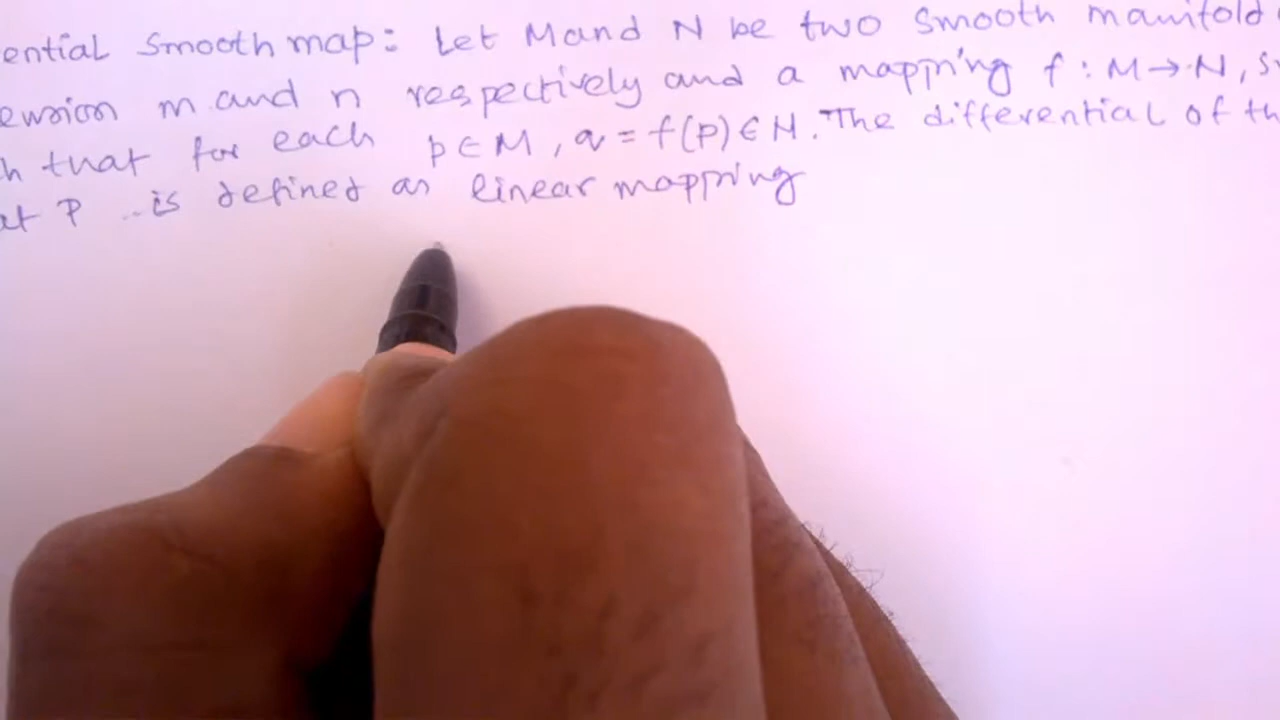 ential Smooth map: Let M and N be two smooth manifold
ension m and n respectively and a mapping f : M → N, su
h that for each p ∈ M, q = f(p) ∈ N. The differential of th
at P is defined as linear mapping